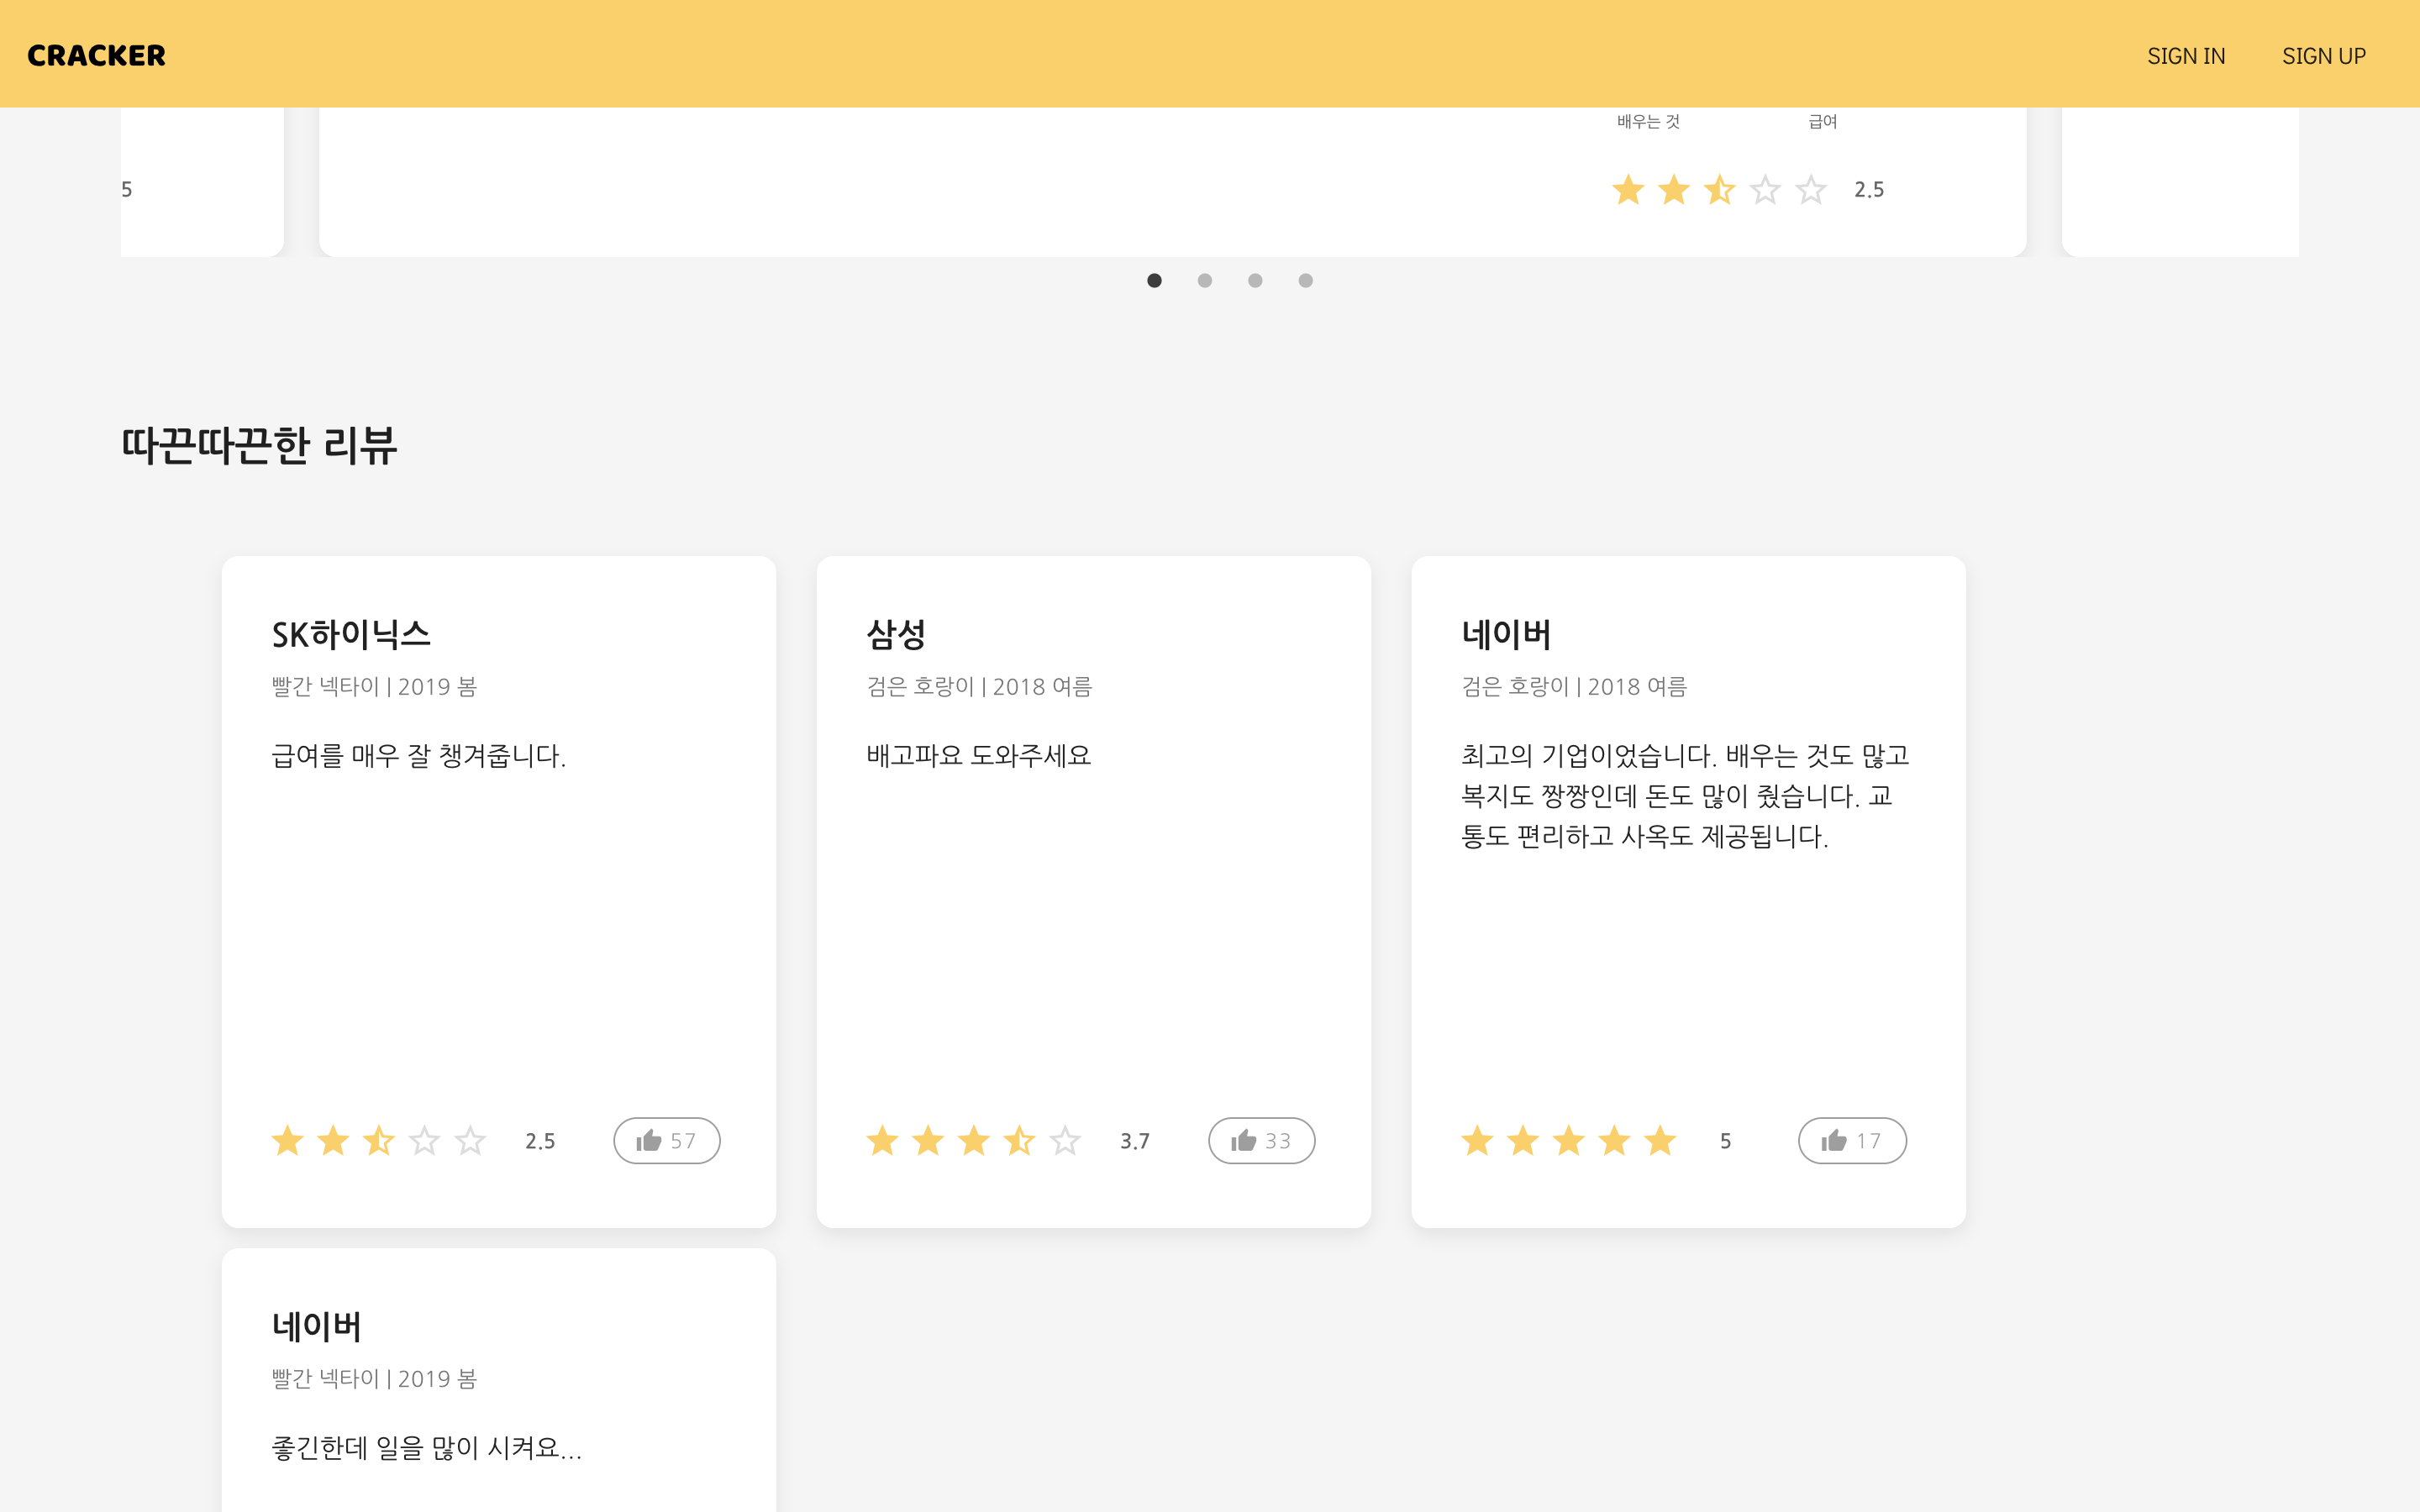 CRACKER
SIGN IN
SIGN UP
배우는 것
급여
5
2.5
따끈따끈한 리뷰
SK하이닉스
빨간 넥타이 | 2019 봄
급여를 매우 잘 챙겨줍니다.
2.5
57
삼성
검은 호랑이 | 2018 여름
배고파요 도와주세요
3.7
33
네이버
검은 호랑이 | 2018 여름
최고의 기업이었습니다. 배우는 것도 많고
복지도 짱짱인데 돈도 많이 줬습니다. 교
통도 편리하고 사옥도 제공됩니다.
5
17
네이버
빨간 넥타이 | 2019 봄
좋긴한데 일을 많이 시켜요...